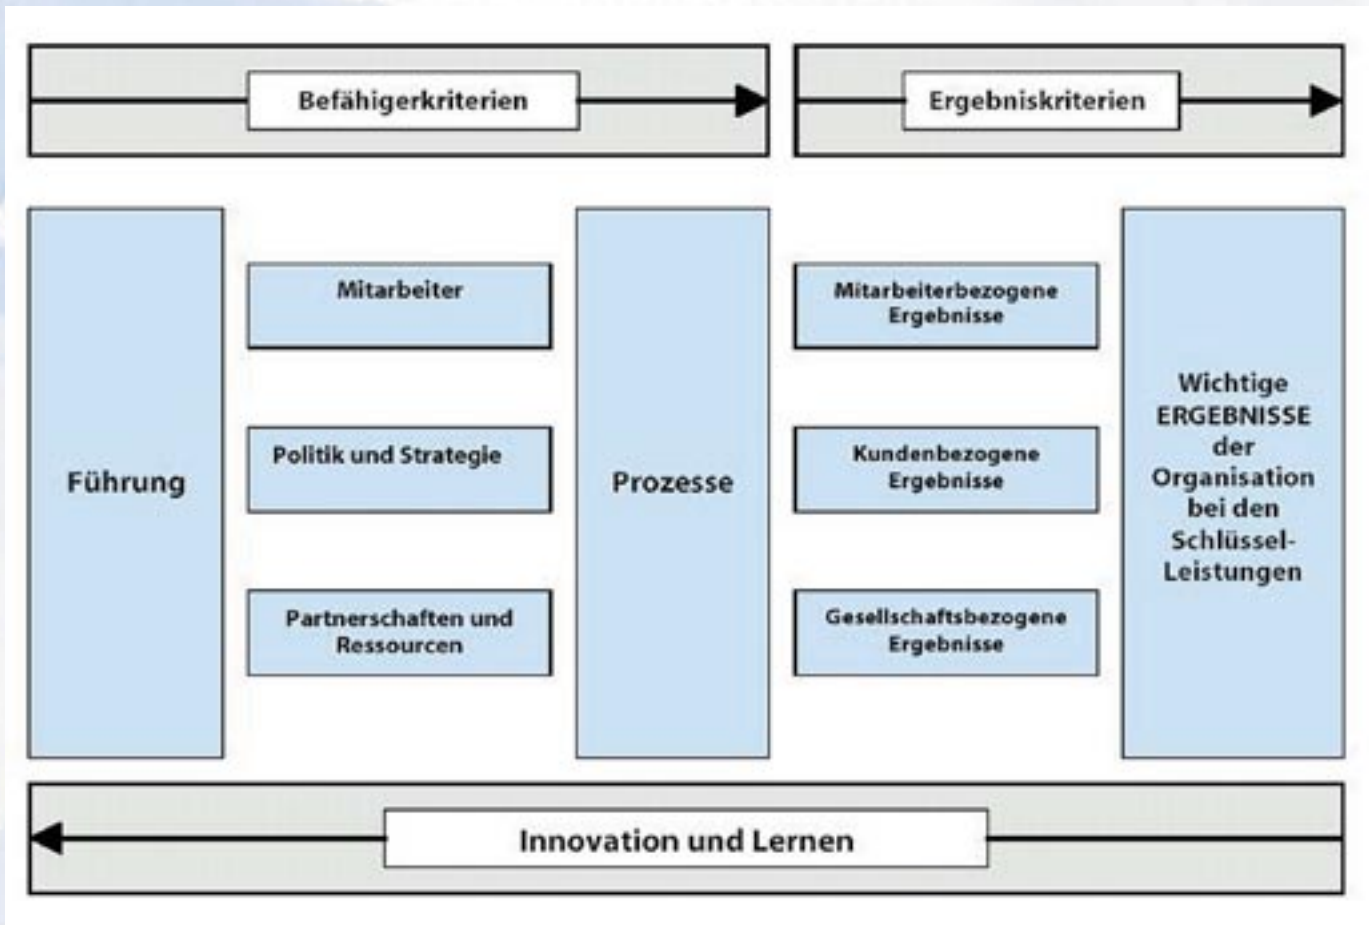 Befähigerkriterien
Ergebniskriterien
Führung
Mitarbeiter
Politik und Strategie
Partnerschaften und
Ressourcen
Prozesse
Mitarbeiterbezogene
Ergebnisse
Kundenbezogene
Ergebnisse
Gesellschaftsbezogene
Ergebnisse
Wichtige
ERGEBNISSE
der
Organisation
bei den
Schlüssel-
Leistungen
Innovation und Lernen